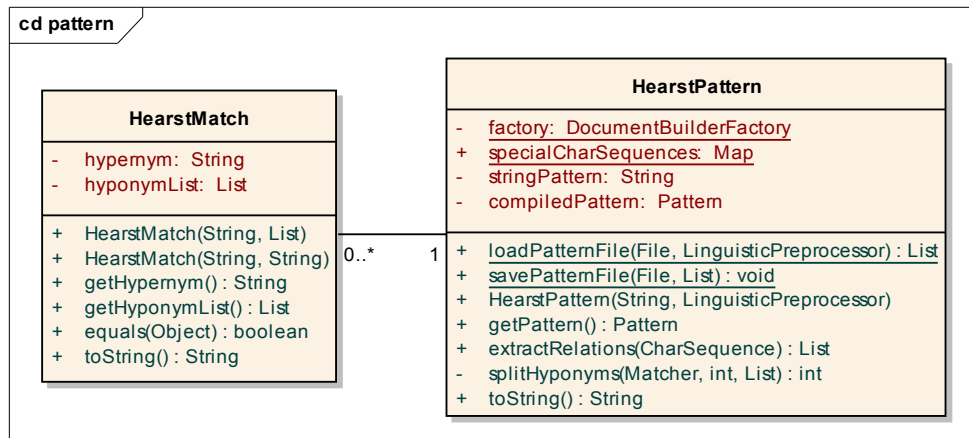 cd pattern
HearstMatch
- hypernym: String
- hyponymList: List
+ HearstMatch(String, List)
+ HearstMatch(String, String)
+ getHypernym() : String
+ getHyponymList() : List
+ equals(Object) : boolean
+ toString() : String
0..*
1
HearstPattern
- factory: DocumentBuilderFactory
+ specialCharSequences: Map
- stringPattern: String
- compiledPattern: Pattern
+ loadPatternFile(File, LinguisticPreprocessor) : List
+ savePatternFile(File, List) : void
+ HearstPattern(String, LinguisticPreprocessor)
+ getPattern() : Pattern
+ extractRelations(CharSequence) : List
- splitHyponyms(Matcher, int, List) : int
+ toString() : String